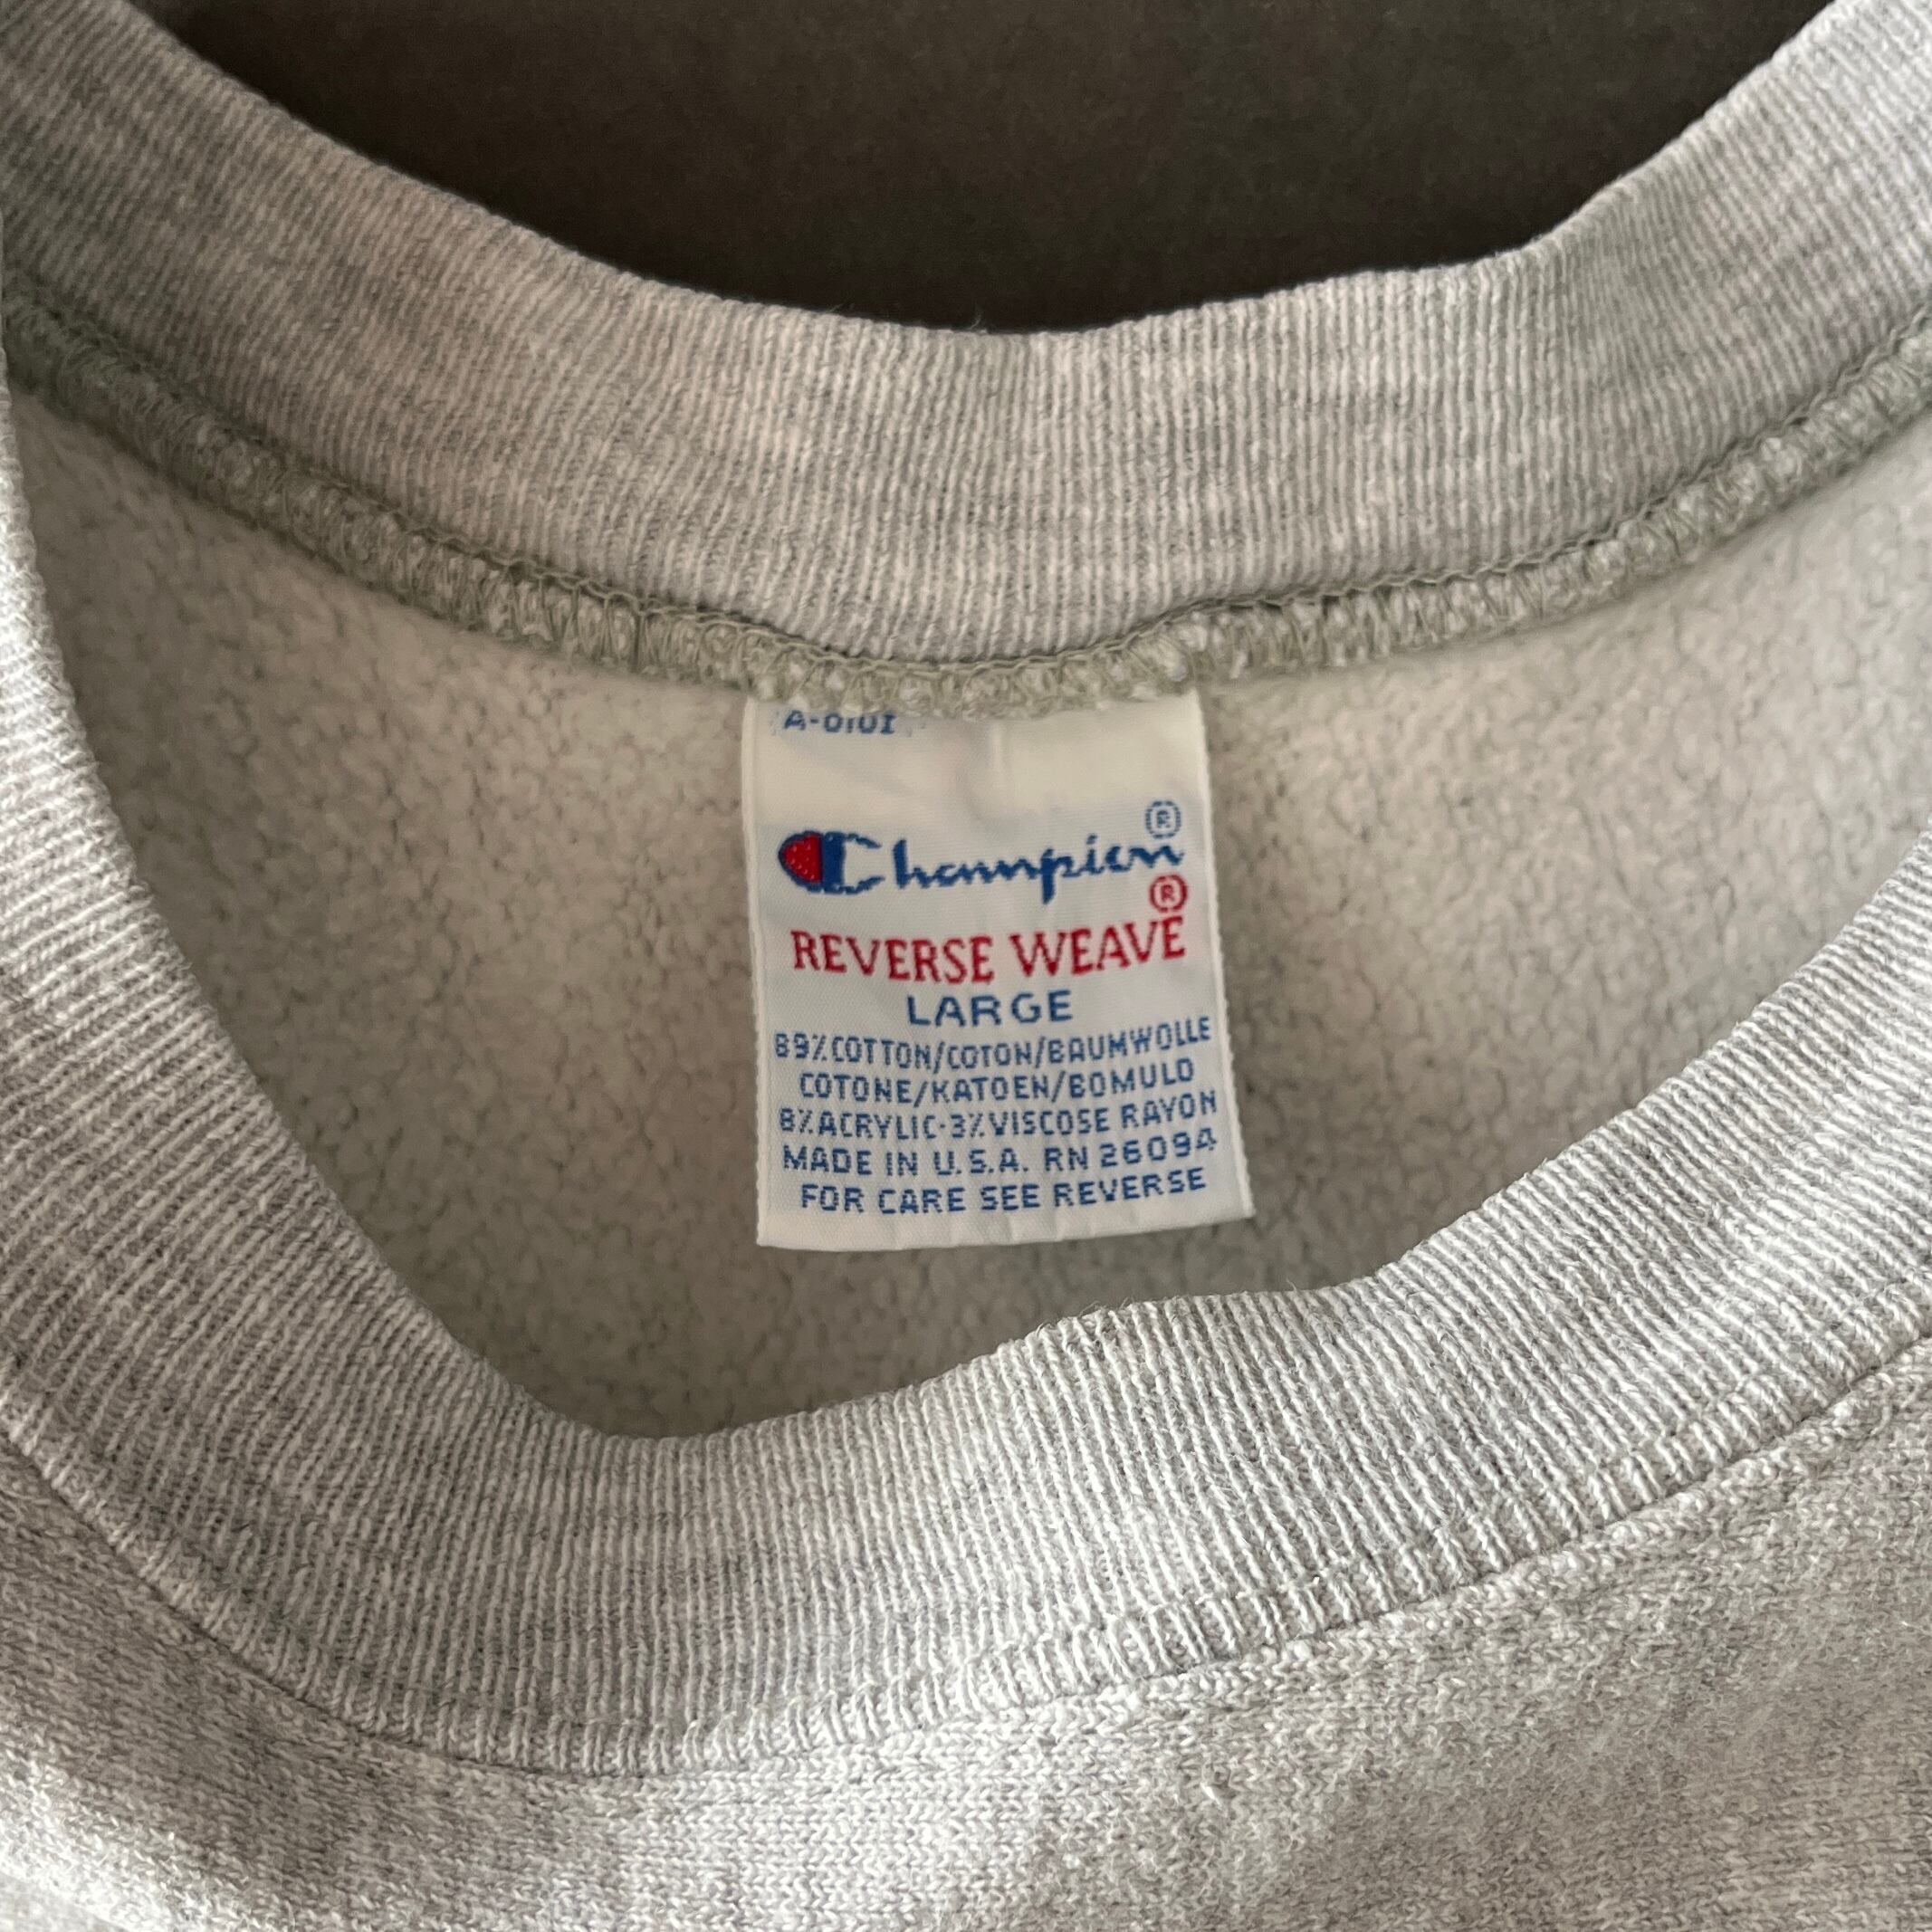 A-0101
Champion®
REVERSE WEAVE®
LARGE
89%COTTON/COTON/BAUMWOLLE
COTONE/KATOEN/BOMULD
8%ACRYLIC-3%VISCOSE RAYON
MADE IN U.S.A. RN 26094
FOR CARE SEE REVERSE